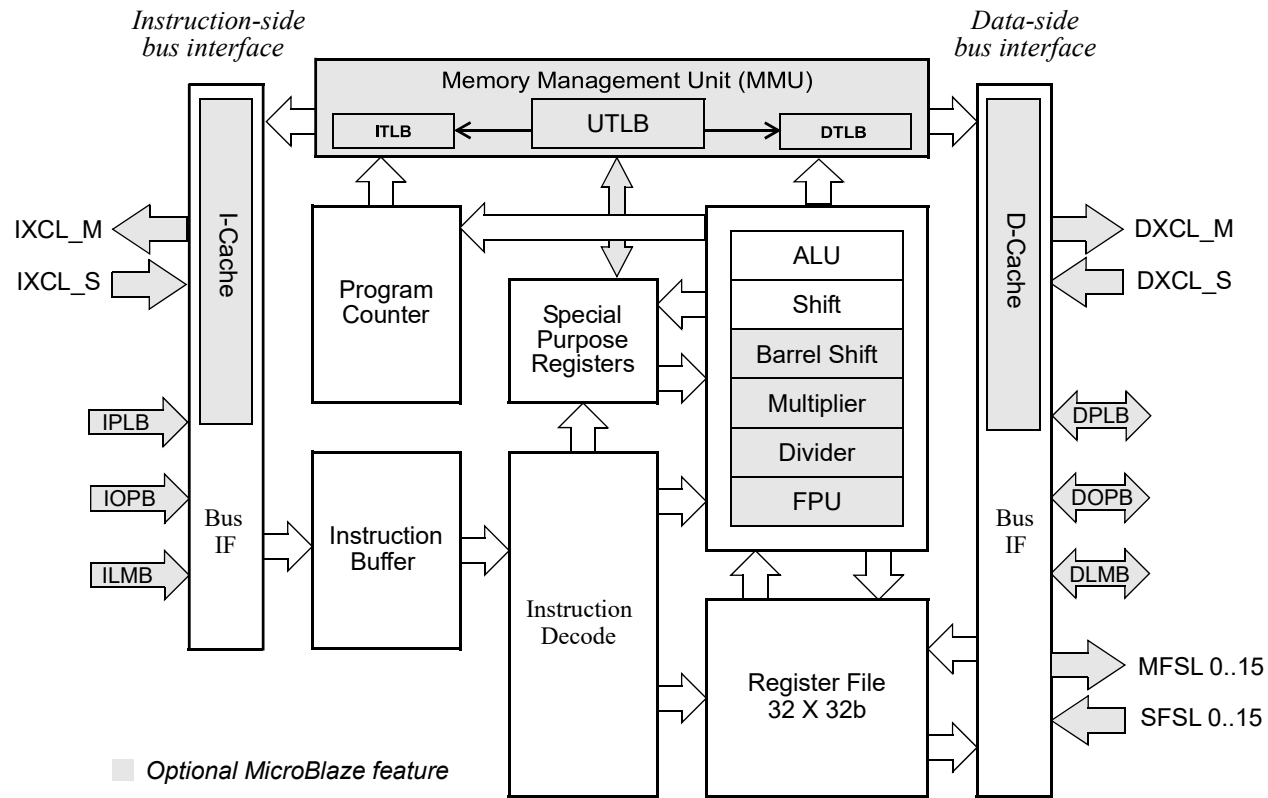 Instruction-side
bus interface
Data-side
bus interface
Memory Management Unit (MMU)
ITLB
UTLB
DTLB
I-Cache
D-Cache
IXCL_M
IXCL_S
DXCL_M
DXCL_S
Program
Counter
Special
Purpose
Registers
ALU
Shift
Barrel Shift
Multiplier
Divider
FPU
IPLB
IOPB
ILMB
Bus
IF
Instruction
Buffer
Instruction
Decode
Register File
32 X 32b
Bus
IF
DPLB
DOPB
DLMB
MFSL 0..15
SFSL 0..15
Optional MicroBlaze feature